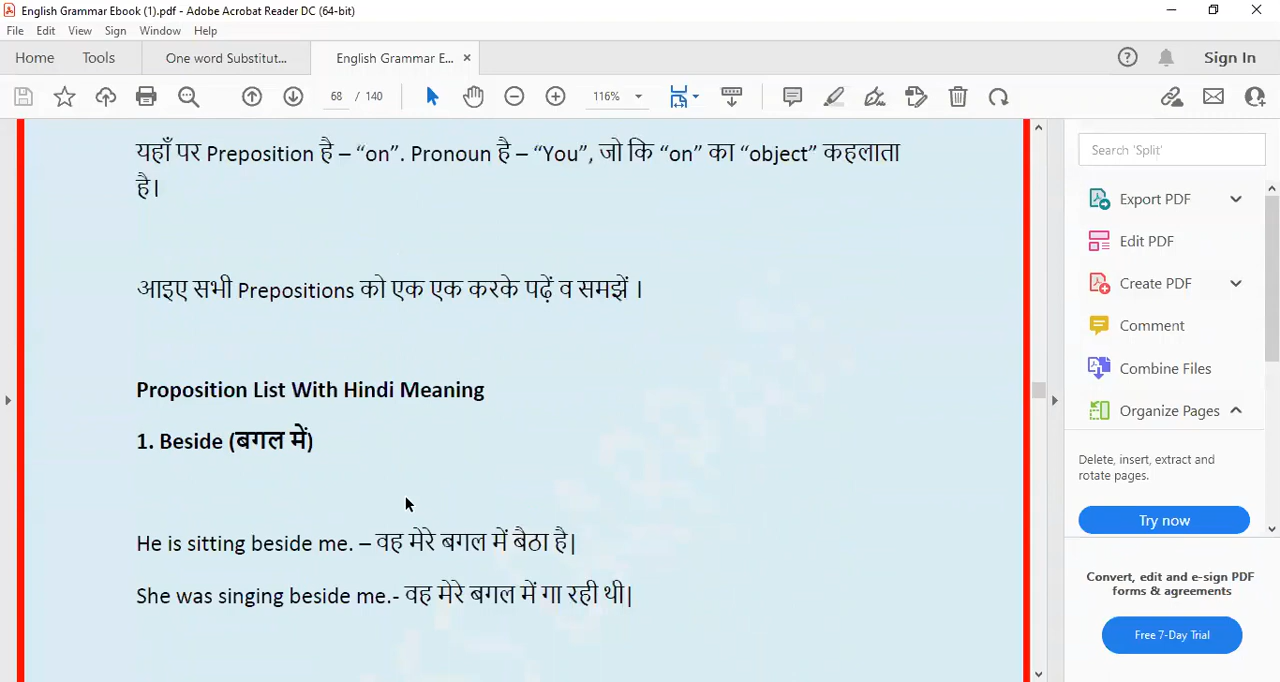 English Grammar Ebook (1).pdf - Adobe Acrobat Reader DC (64-bit)
File Edit View Sign Window Help
Home Tools One word Substitut... English Grammar E... × Sign In
68 / 140 116%
यहाँ पर Preposition है – “on”. Pronoun है – “You”, जो कि “on” का “object” कहलाता
है।
आइए सभी Prepositions को एक एक करके पढ़ें व समझें ।
Proposition List With Hindi Meaning
1. Beside (बगल में)
He is sitting beside me. – वह मेरे बगल में बैठा है|
She was singing beside me.- वह मेरे बगल में गा रही थी|
Search 'Split'
Export PDF
Edit PDF
Create PDF
Comment
Combine Files
Organize Pages
Delete, insert, extract and
rotate pages.
Try now
Convert, edit and e-sign PDF
forms & agreements
Free 7-Day Trial